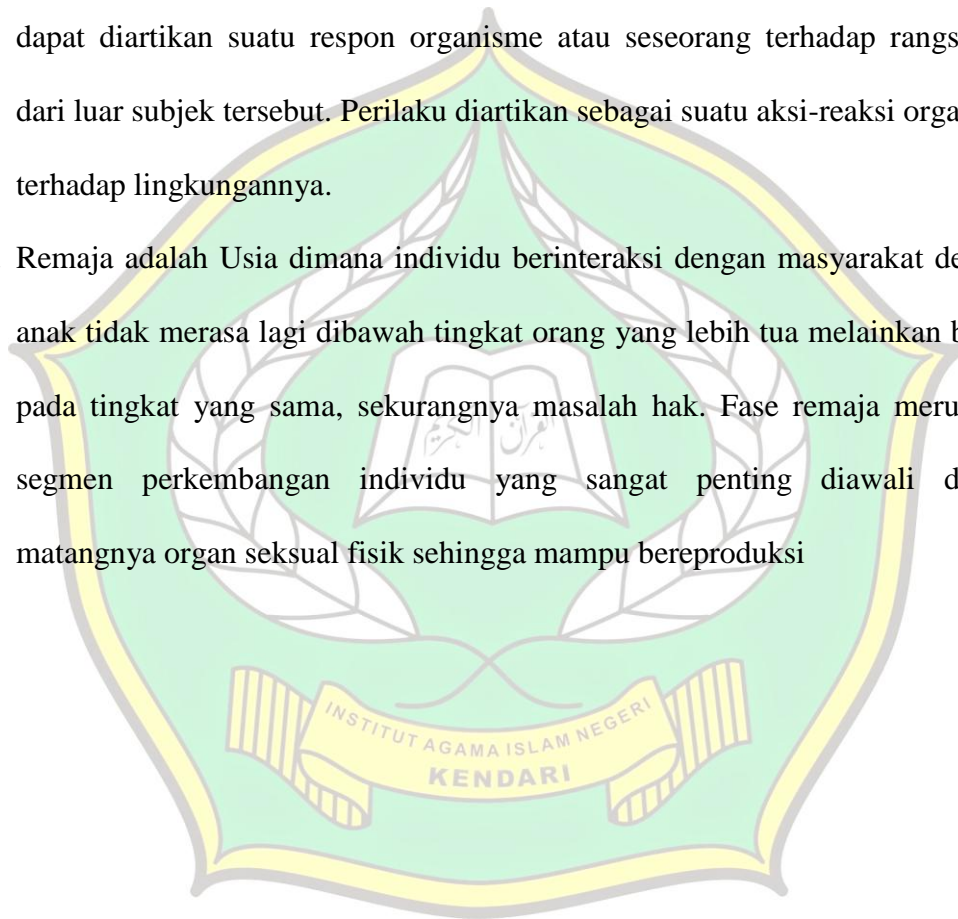 dapat diartikan suatu respon organisme atau seseorang terhadap rangs
dari luar subjek tersebut. Perilaku diartikan sebagai suatu aksi-reaksi orga
terhadap lingkungannya.
Remaja adalah Usia dimana individu berinteraksi dengan masyarakat de
anak tidak merasa lagi dibawah tingkat orang yang lebih tua melainkan b
pada tingkat yang sama, sekurangnya masalah hak. Fase remaja meru
القرآن الكريم
segmen perkembangan individu yang sangat penting diawali d
matangnya organ seksual fisik sehingga mampu bereproduksi
INSTITUT AGAMA ISLAM NEGERI
KENDARI